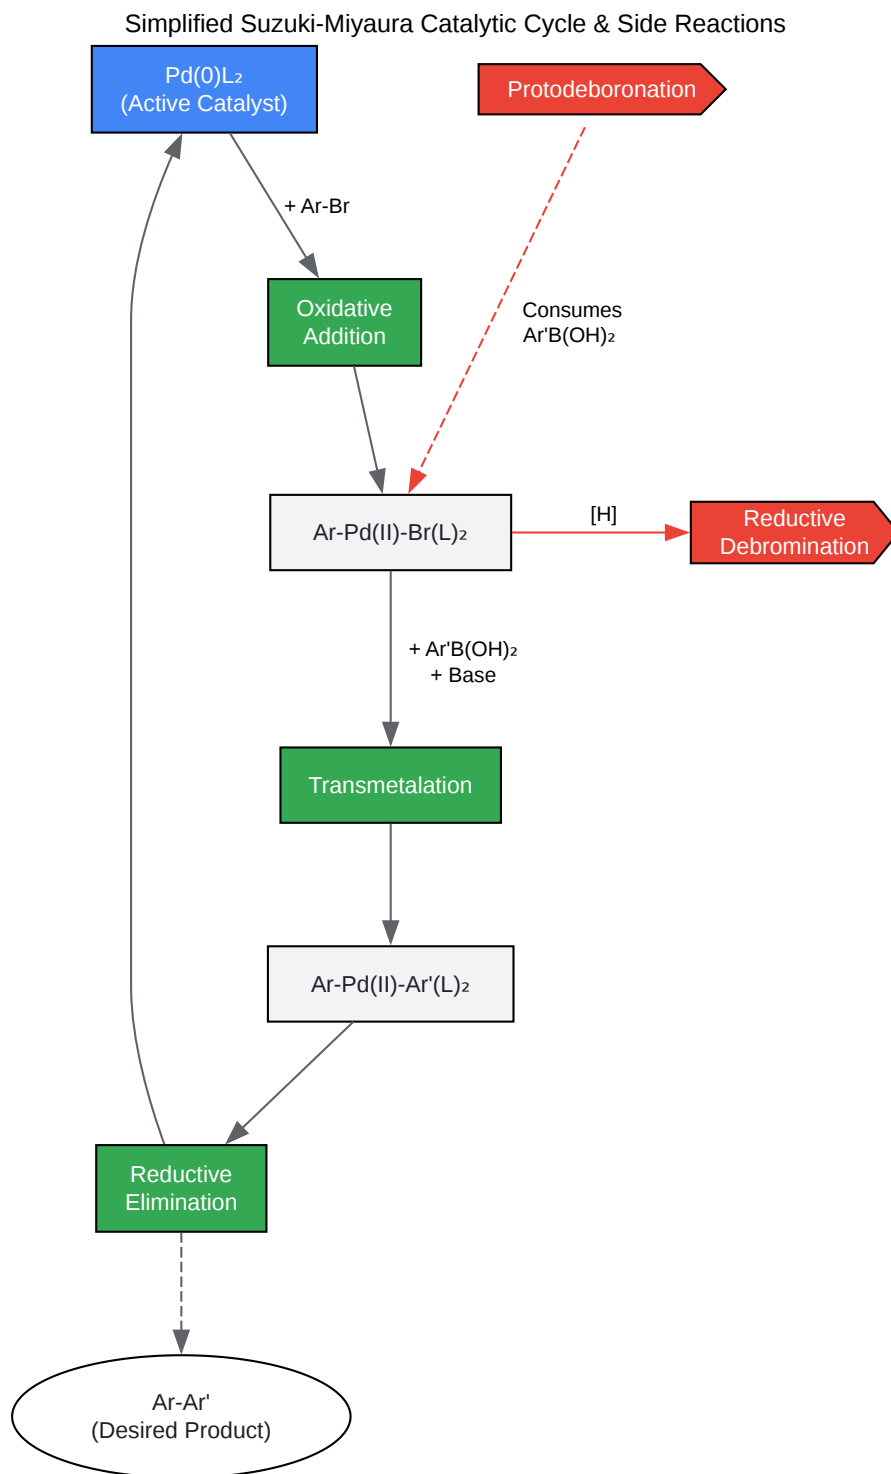 Simplified Suzuki-Miyaura Catalytic Cycle & Side Reactions
Pd(0)L₂
(Active Catalyst)
Protodeboronation
+ Ar-Br
Oxidative
Addition
Consumes
Ar'B(OH)₂
Ar-Pd(II)-Br(L)₂
[H]
Reductive
Debromination
+ Ar'B(OH)₂
+ Base
Transmetalation
Ar-Pd(II)-Ar'(L)₂
Reductive
Elimination
Ar-Ar'
(Desired Product)